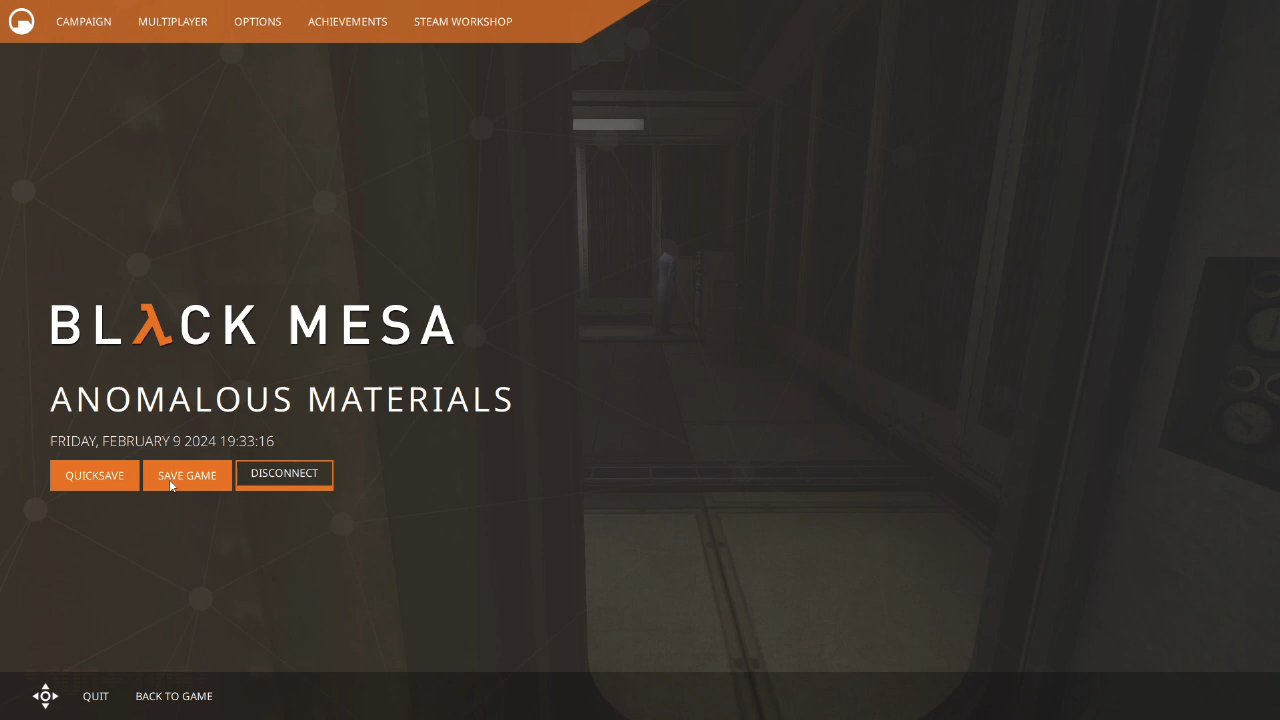 CAMPAIGN MULTIPLAYER OPTIONS ACHIEVEMENTS STEAM WORKSHOP
BLλCK MESA
ANOMALOUS MATERIALS
FRIDAY, FEBRUARY 9 2024 19:33:16
QUICKSAVE SAVE GAME DISCONNECT
QUIT BACK TO GAME